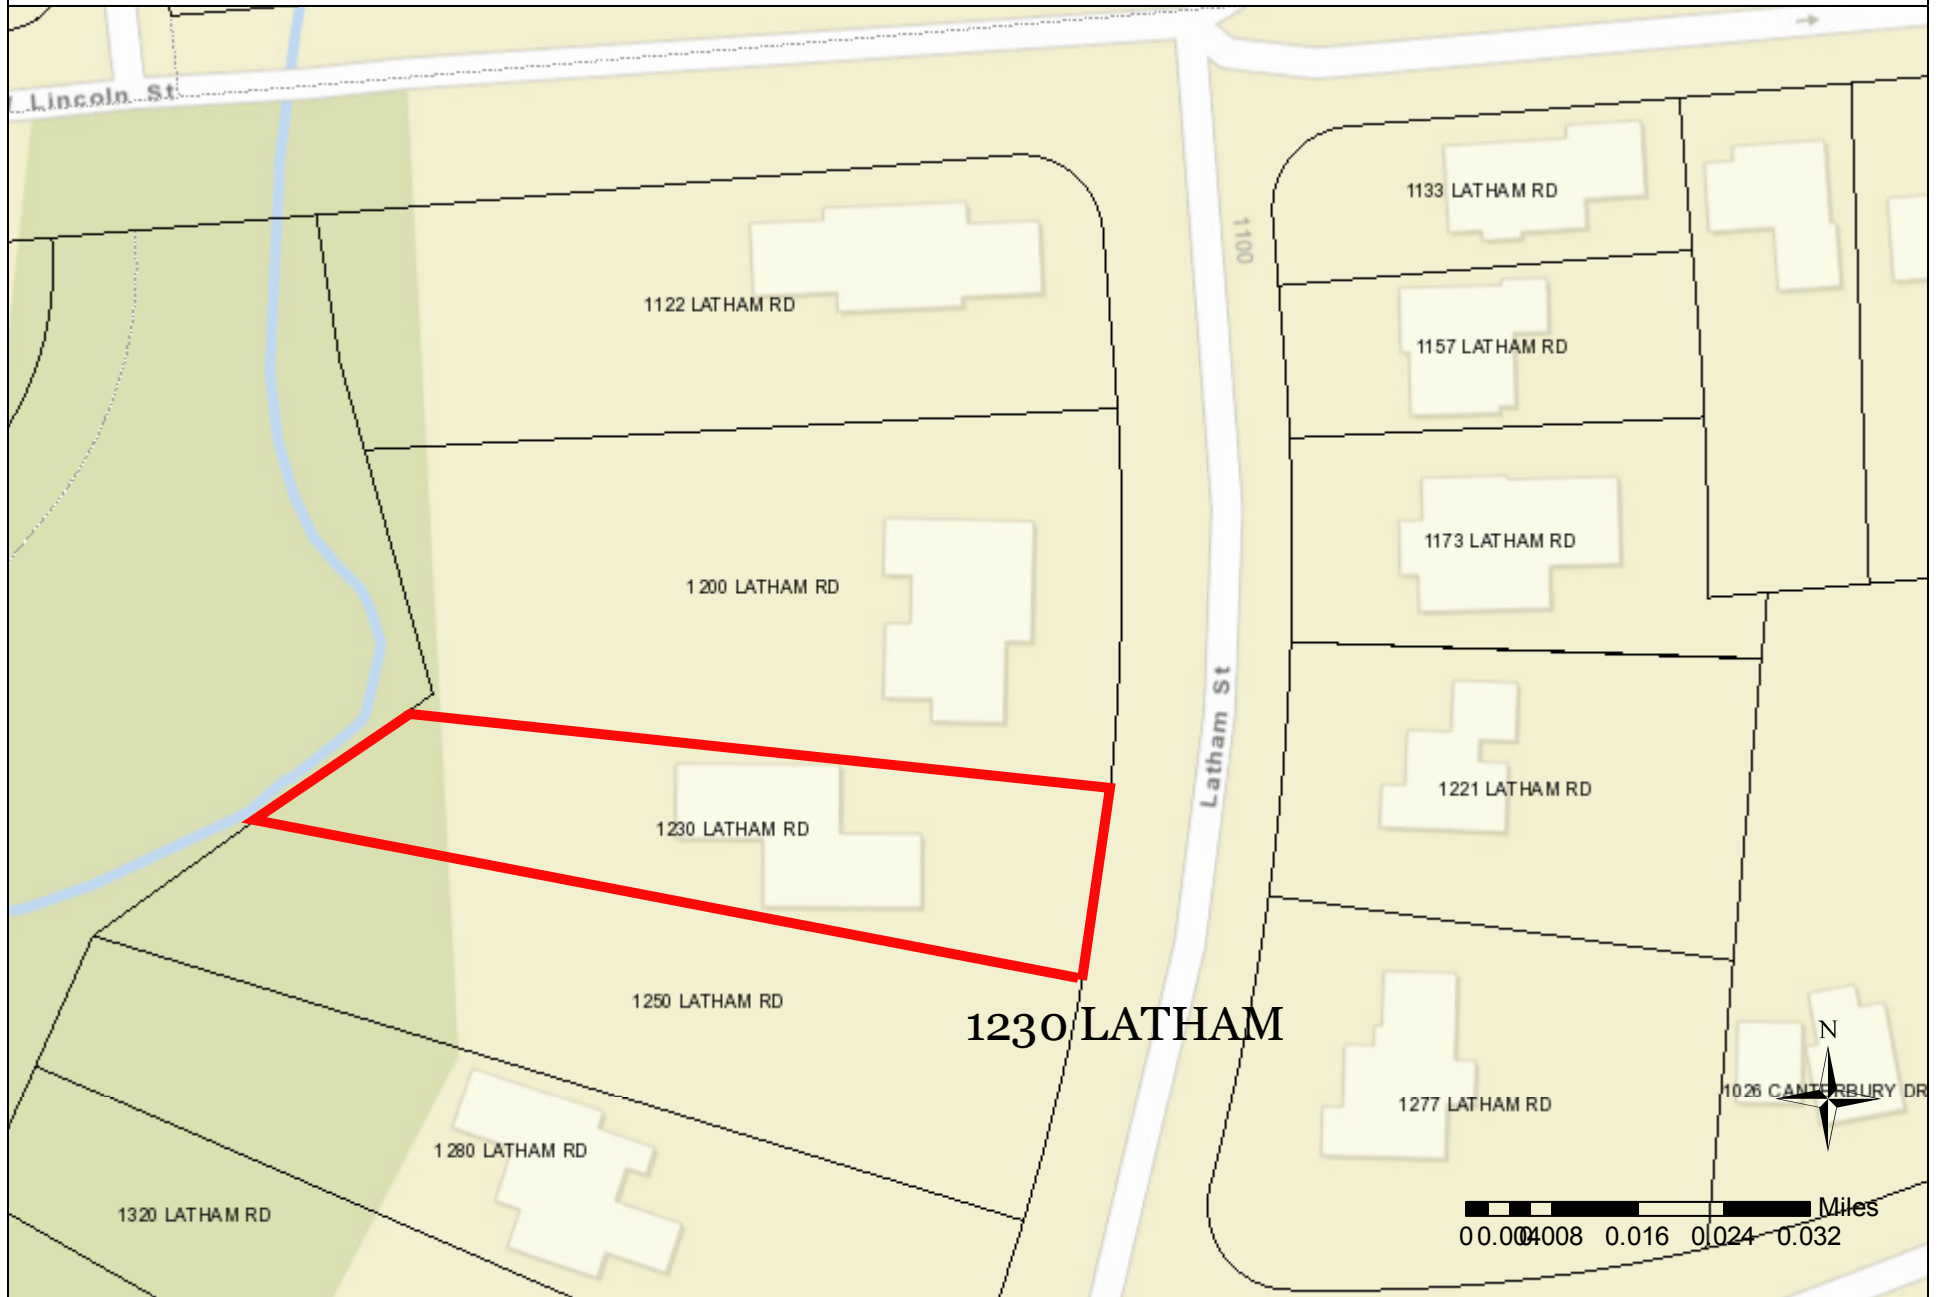 Lincoln St
1133 LATHAM RD
1100
1122 LATHAM RD
1157 LATHAM RD
1173 LATHAM RD
1200 LATHAM RD
Latham St
1221 LATHAM RD
1230 LATHAM RD
1250 LATHAM RD
1230 LATHAM
N
1026 CANTERBURY DR
1277 LATHAM RD
1280 LATHAM RD
1320 LATHAM RD
Miles
0 0.004 0.008 0.016 0.024 0.032